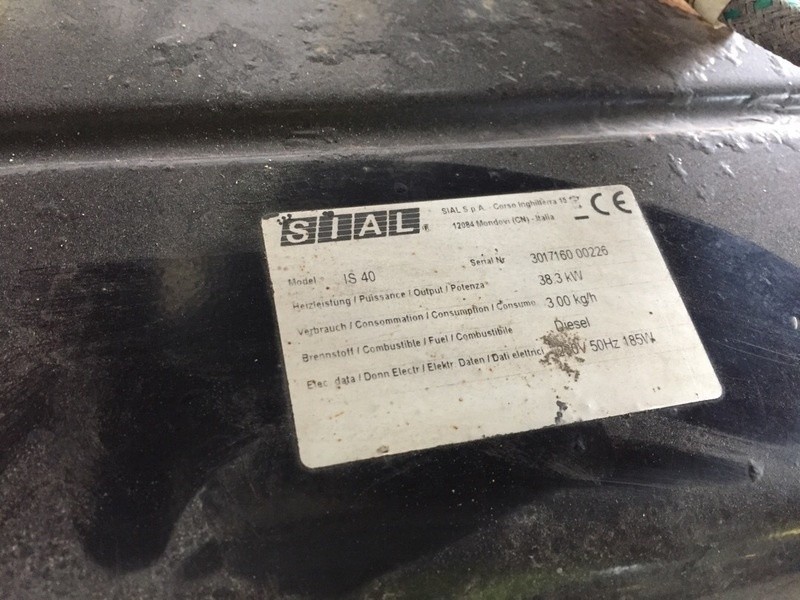 SIAL®
SIAL S.p.A. - Corso Inghilterra 15
12084 Mondovì (CN) - Italia
CE
Model IS 40
Serial Nr 3017160 00226
Heizleistung / Puissance / Output / Potenza 38.3 kW
Verbrauch / Consommation / Consumption / Consumo 3.00 kg/h
Brennstoff / Combustible / Fuel / Combustibile Diesel
Elec. data / Donn Electr / Elektr Daten / Dati elettrici 50Hz 185W